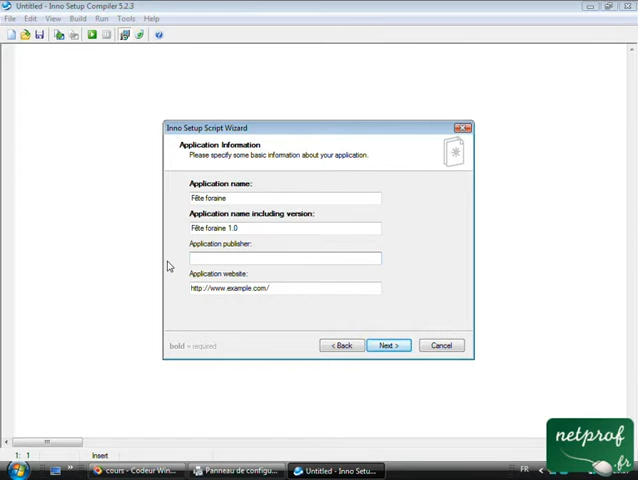 Untitled - Inno Setup Compiler 5.2.3
File Edit View Build Run Tools Help
Inno Setup Script Wizard
Application Information
Please specify some basic information about your application.
Application name:
Fête foraine
Application name including version:
Fête foraine 1.0
Application publisher:
Application website:
http://www.example.com/
bold = required
< Back
Next >
Cancel
netprof
.fr
1: 1 Insert
cours - Codeur Win...
Panneau de configu...
Untitled - Inno Setu...
FR